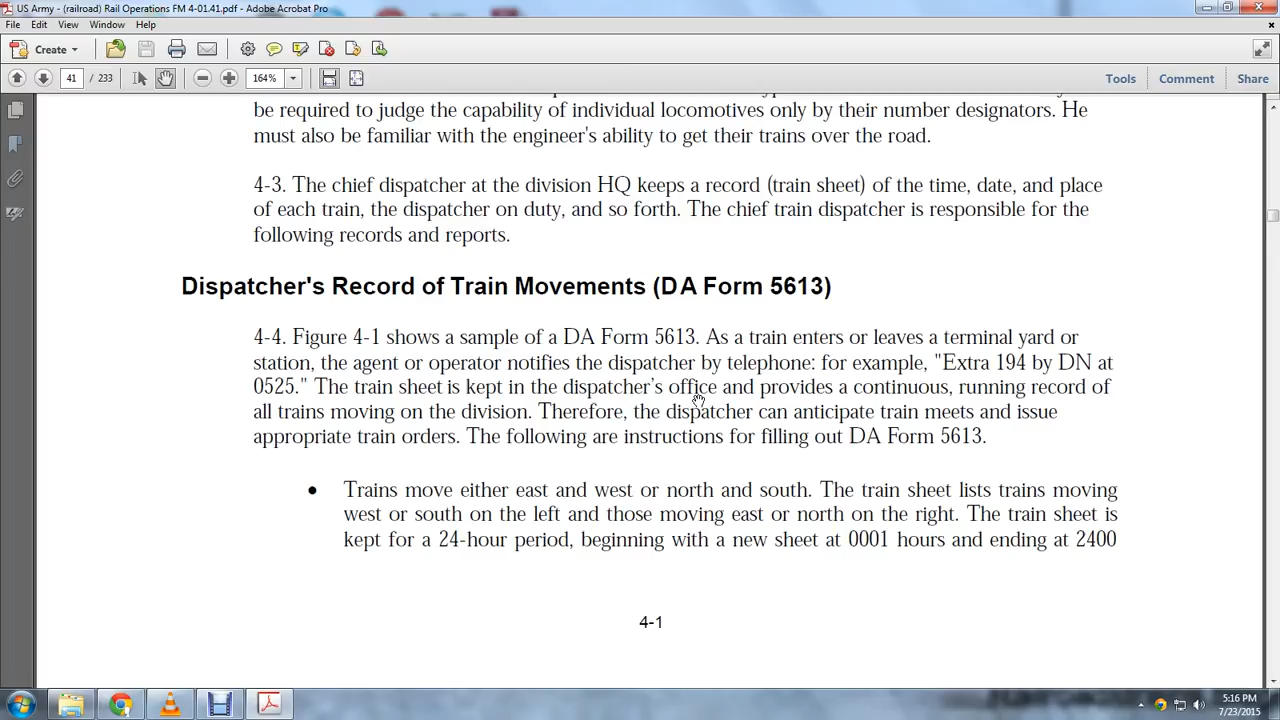 US Army - (railroad) Rail Operations FM 4-01.41.pdf - Adobe Acrobat Pro
File Edit View Window Help
Create
41 / 233 164% Tools Comment Share
be required to judge the capability of individual locomotives only by their number designators. He
must also be familiar with the engineer's ability to get their trains over the road.
4-3. The chief dispatcher at the division HQ keeps a record (train sheet) of the time, date, and place
of each train, the dispatcher on duty, and so forth. The chief train dispatcher is responsible for the
following records and reports.
Dispatcher's Record of Train Movements (DA Form 5613)
4-4. Figure 4-1 shows a sample of a DA Form 5613. As a train enters or leaves a terminal yard or
station, the agent or operator notifies the dispatcher by telephone: for example, "Extra 194 by DN at
0525." The train sheet is kept in the dispatcher's office and provides a continuous, running record of
all trains moving on the division. Therefore, the dispatcher can anticipate train meets and issue
appropriate train orders. The following are instructions for filling out DA Form 5613.
• Trains move either east and west or north and south. The train sheet lists trains moving
west or south on the left and those moving east or north on the right. The train sheet is
kept for a 24-hour period, beginning with a new sheet at 0001 hours and ending at 2400
4-1
5:16 PM
7/23/2015